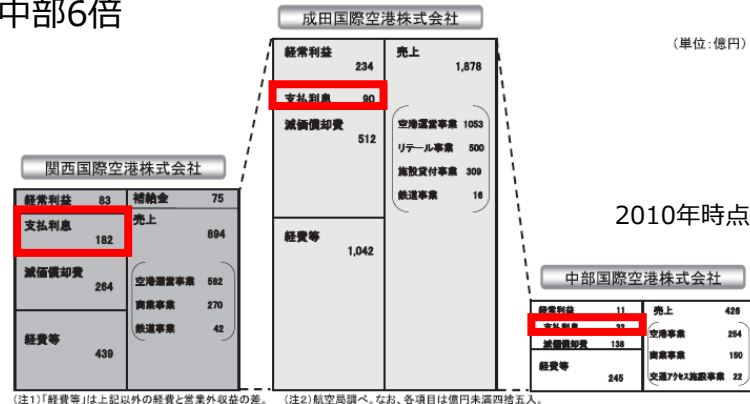 中部6倍
成田国際空港株式会社
(単位:億円)
経常利益 234
売上 1,878
支払利息 90
減価償却費 512
空港運営事業 1053
リテール事業 500
施設貸付事業 309
鉄道事業 16
経費等 1,042
関西国際空港株式会社
経常利益 83
補給金 75
支払利息 182
売上 894
減価償却費 264
空港運営事業 582
商業事業 270
鉄道事業 42
経費等 439
2010年時点
中部国際空港株式会社
経常利益 11
売上 426
支払利息 32
空港事業 254
減価償却費 138
商業事業 150
経費等 245
交通アクセス施設事業 22
(注1)「経費等」は上記以外の経費と営業外収益の差。 (注2)航空局調べ。なお、各項目は億円未満四捨五入。